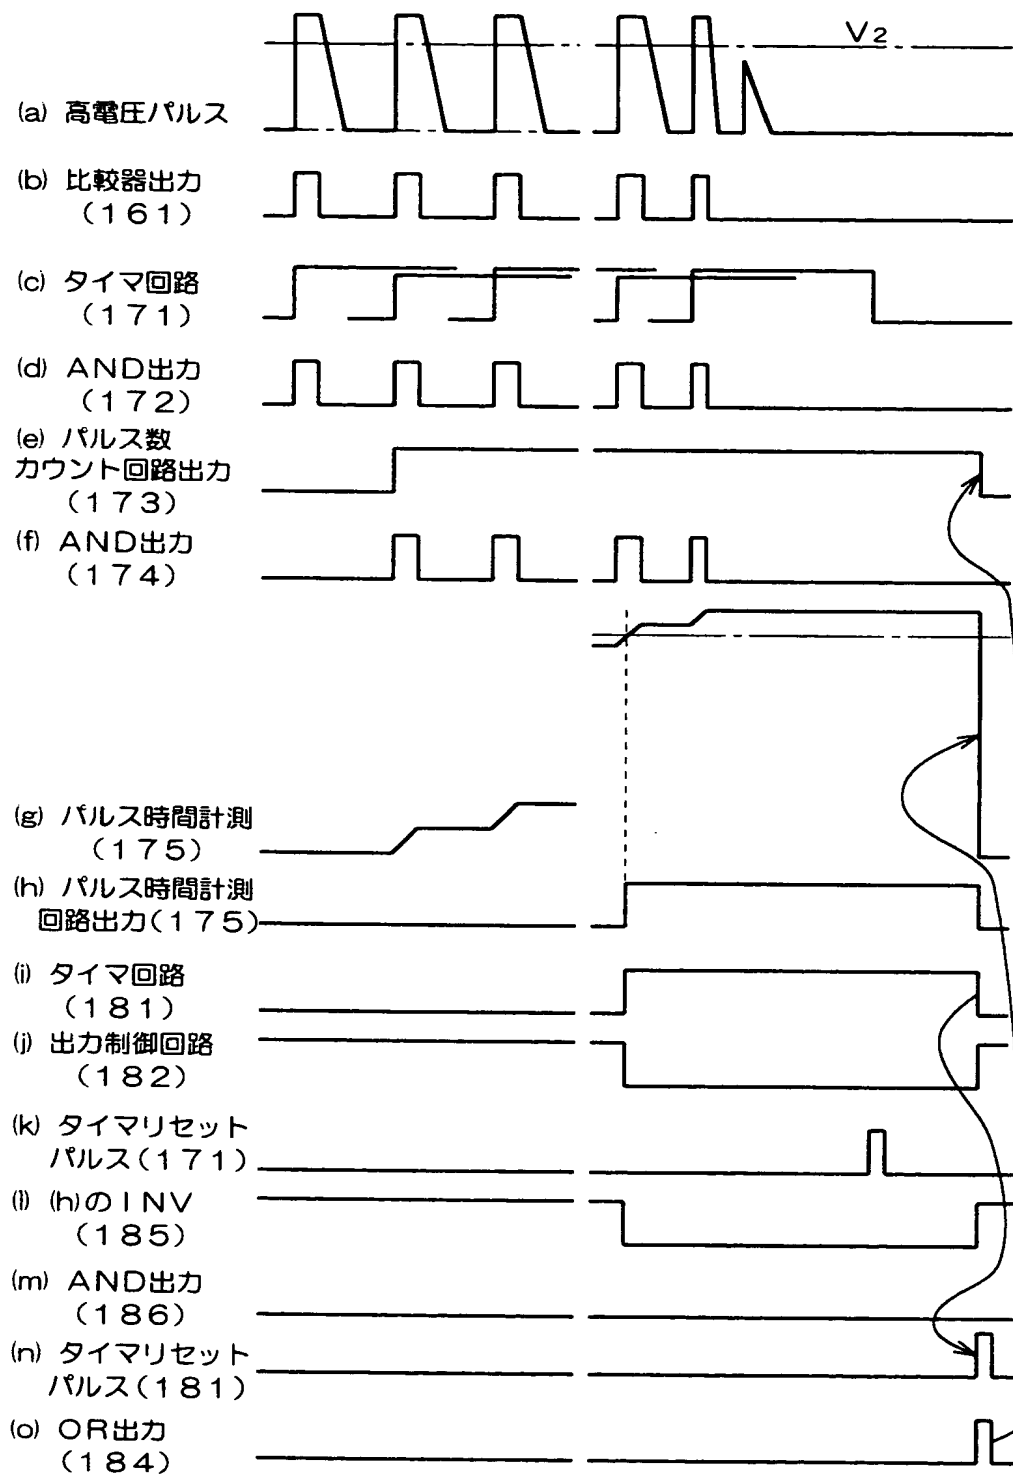 V2
(a) 高電圧パルス
(b) 比較器出力
(161)
(c) タイマ回路
(171)
(d) AND出力
(172)
(e) パルス数
カウント回路出力
(173)
(f) AND出力
(174)
(g) パルス時間計測
(175)
(h) パルス時間計測
回路出力(175)
(i) タイマ回路
(181)
(j) 出力制御回路
(182)
(k) タイマリセット
パルス(171)
(l) (h)のINV
(185)
(m) AND出力
(186)
(n) タイマリセット
パルス(181)
(o) OR出力
(184)